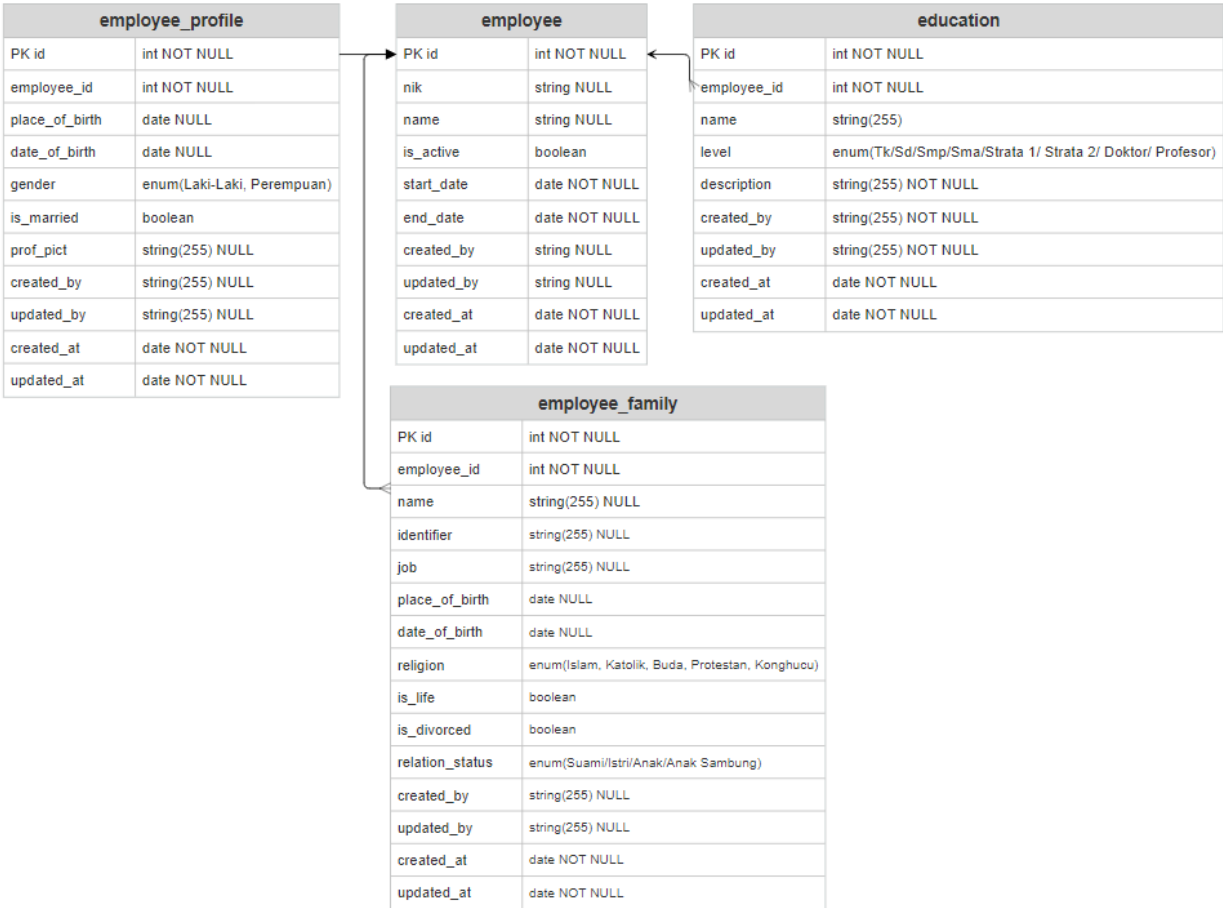 employee_profile
PK id int NOT NULL
employee_id int NOT NULL
place_of_birth date NULL
date_of_birth date NULL
gender enum(Laki-Laki, Perempuan)
is_married boolean
prof_pict string(255) NULL
created_by string(255) NULL
updated_by string(255) NULL
created_at date NOT NULL
updated_at date NOT NULL
employee
PK id int NOT NULL
nik string NULL
name string NULL
is_active boolean
start_date date NOT NULL
end_date date NOT NULL
created_by string NULL
updated_by string NULL
created_at date NOT NULL
updated_at date NOT NULL
education
PK id int NOT NULL
employee_id int NOT NULL
name string(255)
level enum(Tk/Sd/Smp/Sma/Strata 1/ Strata 2/ Doktor/ Profesor)
description string(255) NOT NULL
created_by string(255) NOT NULL
updated_by string(255) NOT NULL
created_at date NOT NULL
updated_at date NOT NULL
employee_family
PK id int NOT NULL
employee_id int NOT NULL
name string(255) NULL
identifier string(255) NULL
job string(255) NULL
place_of_birth date NULL
date_of_birth date NULL
religion enum(Islam, Katolik, Buda, Protestan, Konghucu)
is_life boolean
is_divorced boolean
relation_status enum(Suami/Istri/Anak/Anak Sambung)
created_by string(255) NULL
updated_by string(255) NULL
created_at date NOT NULL
updated_at date NOT NULL